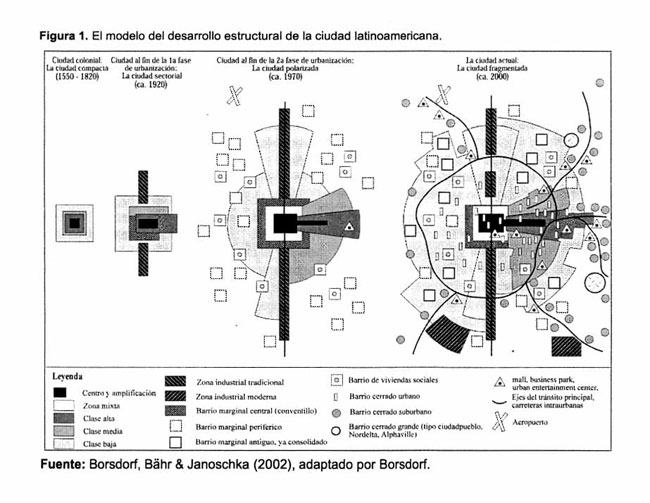 Figura 1. El modelo del desarrollo estructural de la ciudad latinoamericana.
Ciudad colonial:
La ciudad compacta
(1550 - 1820)
Ciudad al fin de la 1a fase
de urbanización:
La ciudad sectorial
(ca. 1920)
Ciudad al fin de la 2a fase de urbanización:
La ciudad polarizada
(ca. 1970)
La ciudad actual:
La ciudad fragmentada
(ca. 2000)
Leyenda
Centro y amplificación
Zona mixta
Clase alta
Clase media
Clase baja
Zona industrial tradicional
Zona industrial moderna
Barrio marginal central (conventillo)
Barrio marginal periferico
Barrio marginal antiguo, ya consolidado
Barrio de viviendas sociales
Barrio cerrado urbano
Barrio cerrado suburbano
Barrio cerrado grande (tipo ciudadpueblo,
Nordelta, Alphaville)
mall, business park,
urban entertainment center,
Ejes del tránsito principal,
carreteras intraurbanas
Aeropuerto
Fuente: Borsdorf, Bähr & Janoschka (2002), adaptado por Borsdorf.